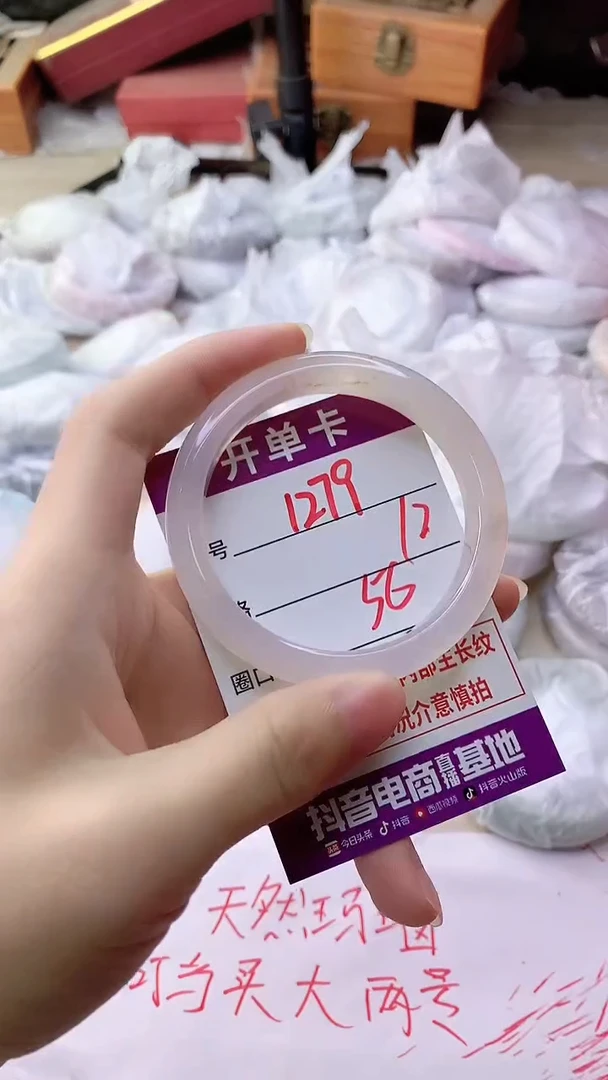 开单卡
号 1279
12
56
圈口
内部生长纹
介意慎拍
抖音电商直播基地
今日头条 抖音 西瓜视频 抖音火山版
天然玛瑙
叮当买大两号